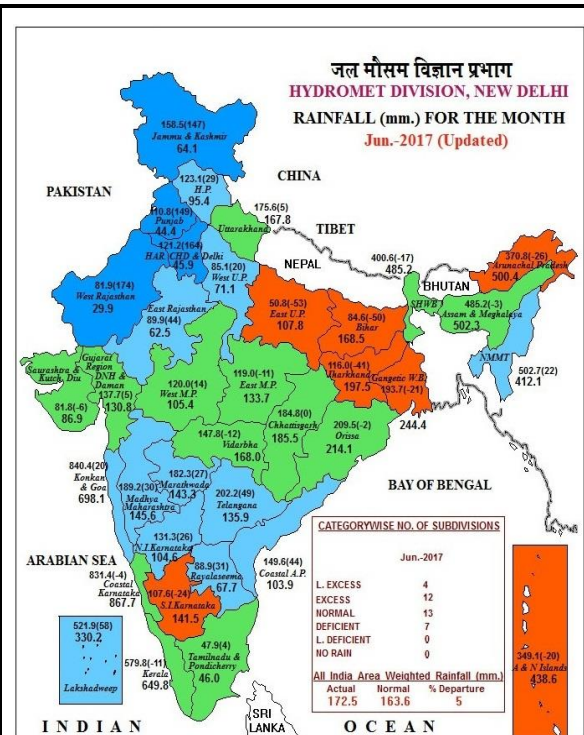 जल मौसम विज्ञान प्रभाग
HYDROMET DIVISION, NEW DELHI
RAINFALL (mm.) FOR THE MONTH
Jun.-2017 (Updated)
158.5(147)
Jammu & Kashmir
64.1
CHINA
123.1(29)
H.P.
95.4
PAKISTAN
175.6(5)
Uttarakhand
167.8
110.8(149)
Punjab
44.4
TIBET
421.2(164)
HAR. CHD & Delhi
45.9
NEPAL
400.6(-17)
485.2
370.8(-26)
Arunachal Pradesh
500.4
BHUTAN
85.1(20)
West U.P.
71.1
81.9(174)
West Rajasthan
29.9
East Rajasthan
89.9(44)
62.5
50.8(-53)
East U.P.
107.8
84.6(-50)
Bihar
168.5
SHWB
485.2(-3)
Assam & Meghalaya
502.3
NMMT
502.7(22)
412.1
Saurashtra &
Kutch, Diu
81.8(-6)
86.9
Gujarat
Region
DNH &
Daman
137.7(5)
130.8
120.0(14)
West M.P.
105.4
119.0(-11)
East M.P.
133.7
116.0(-41)
Jharkhand
197.5
Gangetic W.B.
193.7(-21)
244.4
184.8(0)
Chhattisgarh
185.5
209.5(-2)
Orissa
214.1
147.8(-12)
Vidarbha
168.0
840.4(20)
Konkan
& Goa
698.1
189.2(30)
Madhya
Maharashtra
145.6
182.3(27)
Marathwada
143.3
202.2(49)
Telangana
135.9
BAY OF BENGAL
131.3(26)
N.I.Karnataka
104.6
ARABIAN SEA
831.4(-4)
Coastal
Karnataka
867.7
88.9(31)
Rayalaseema
67.7
149.6(44)
Coastal A.P.
103.9
107.6(-24)
S.I.Karnataka
141.5
CATEGORYWISE NO. OF SUBDIVISIONS
Jun.-2017
L. EXCESS 4
EXCESS 12
NORMAL 13
DEFICIENT 7
L. DEFICIENT 0
NO RAIN 0
All India Area Weighted Rainfall (mm.)
Actual Normal % Departure
172.5 163.6 5
521.9(58)
330.2
Lakshadweep
579.8(-11)
Kerala
649.8
47.9(4)
Tamilnadu &
Pondicherry
46.0
349.1(-20)
A & N Islands
438.6
SRI
LANKA
INDIAN OCEAN